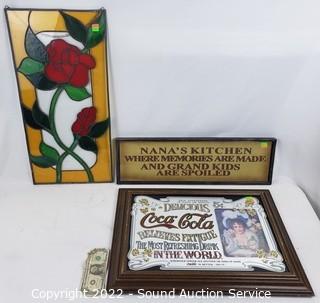 NANA'S KITCHEN
WHERE MEMORIES ARE MADE
AND GRAND KIDS
ARE SPOILED
DELICIOUS
5¢
Coca-Cola
RELIEVES FATIGUE
THE MOST REFRESHING DRINK
IN THE WORLD.
Copyright 2022 - Sound Auction Service